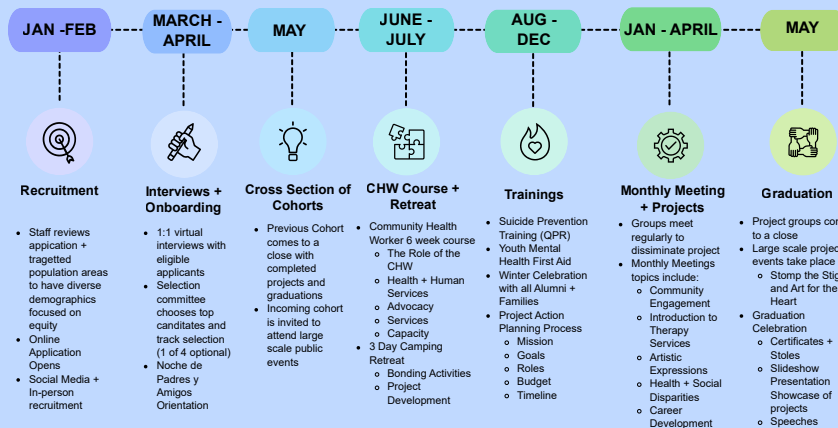 JAN -FEB
Recruitment
Staff reviews
appication +
tragetted
population areas
to have diverse
demographics
focused on
equity
Online
Application
Opens
Social Media +
In-person
recruitment
MARCH -
APRIL
Interviews +
Onboarding
1:1 virtual
interviews with
eligible
applicants
Selection
committee
chooses top
canditates and
track selection
(1 of 4 optional)
Noche de
Padres y
Amigos
Orientation
MAY
Cross Section of
Cohorts
Previous Cohort
comes to a
close with
completed
projects and
graduations
Incoming cohort
is invited to
attend large
scale public
events
JUNE -
JULY
CHW Course +
Retreat
Community Health
Worker 6 week course
The Role of the
CHW
Health + Human
Services
Advocacy
Services
Capacity
3 Day Camping
Retreat
Bonding Activities
Project
Development
AUG -
DEC
Trainings
Suicide Prevention
Training (QPR)
Youth Mental
Health First Aid
Winter Celebration
with all Alumni +
Families
Project Action
Planning Process
Mission
Goals
Roles
Budget
Timeline
JAN - APRIL
Monthly Meeting
+ Projects
Groups meet
regularly to
dissiminate project
Monthly Meetings
topics include:
Community
Engagement
Introduction to
Therapy
Services
Artistic
Expressions
Health + Social
Disparities
Career
Development
MAY
Graduation
Project groups
to a close
Large scale
events take place
Stomp the
and Art for the
Heart
Graduation
Celebration
Certificates +
Stoles
Slideshow
Presentation
Showcase of
projects
Speeches